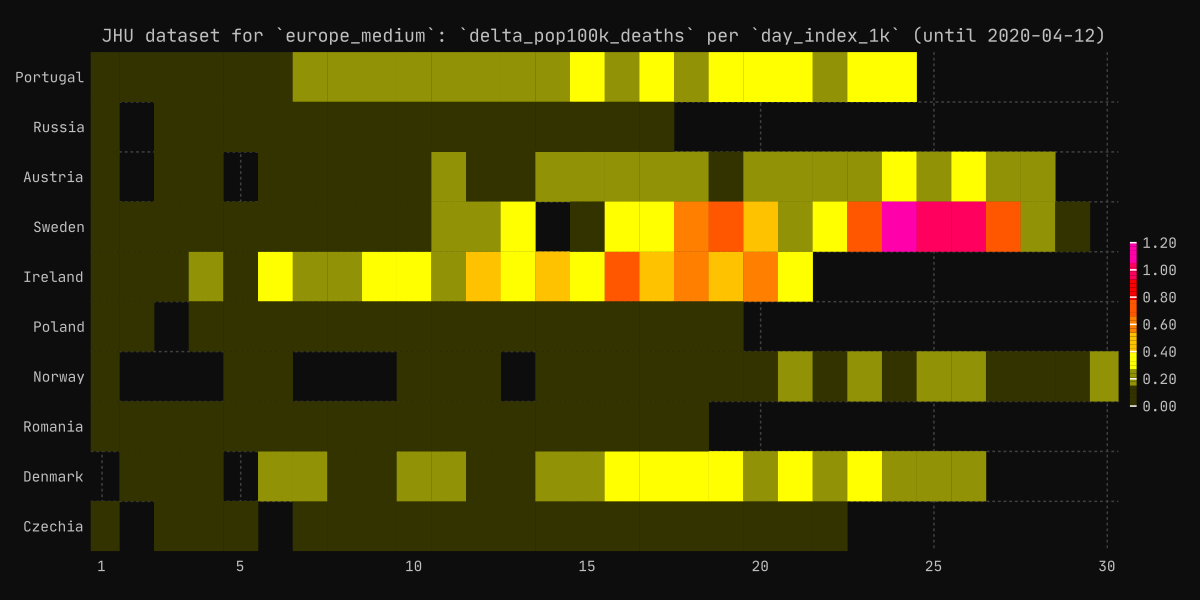 JHU dataset for `europe_medium`: `delta_pop100k_deaths` per `day_index_1k` (until 2020-04-12)
Portugal
Russia
Austria
Sweden
Ireland
Poland
Norway
Romania
Denmark
Czechia
1 5 10 15 20 25 30
1.20
1.00
0.80
0.60
0.40
0.20
0.00